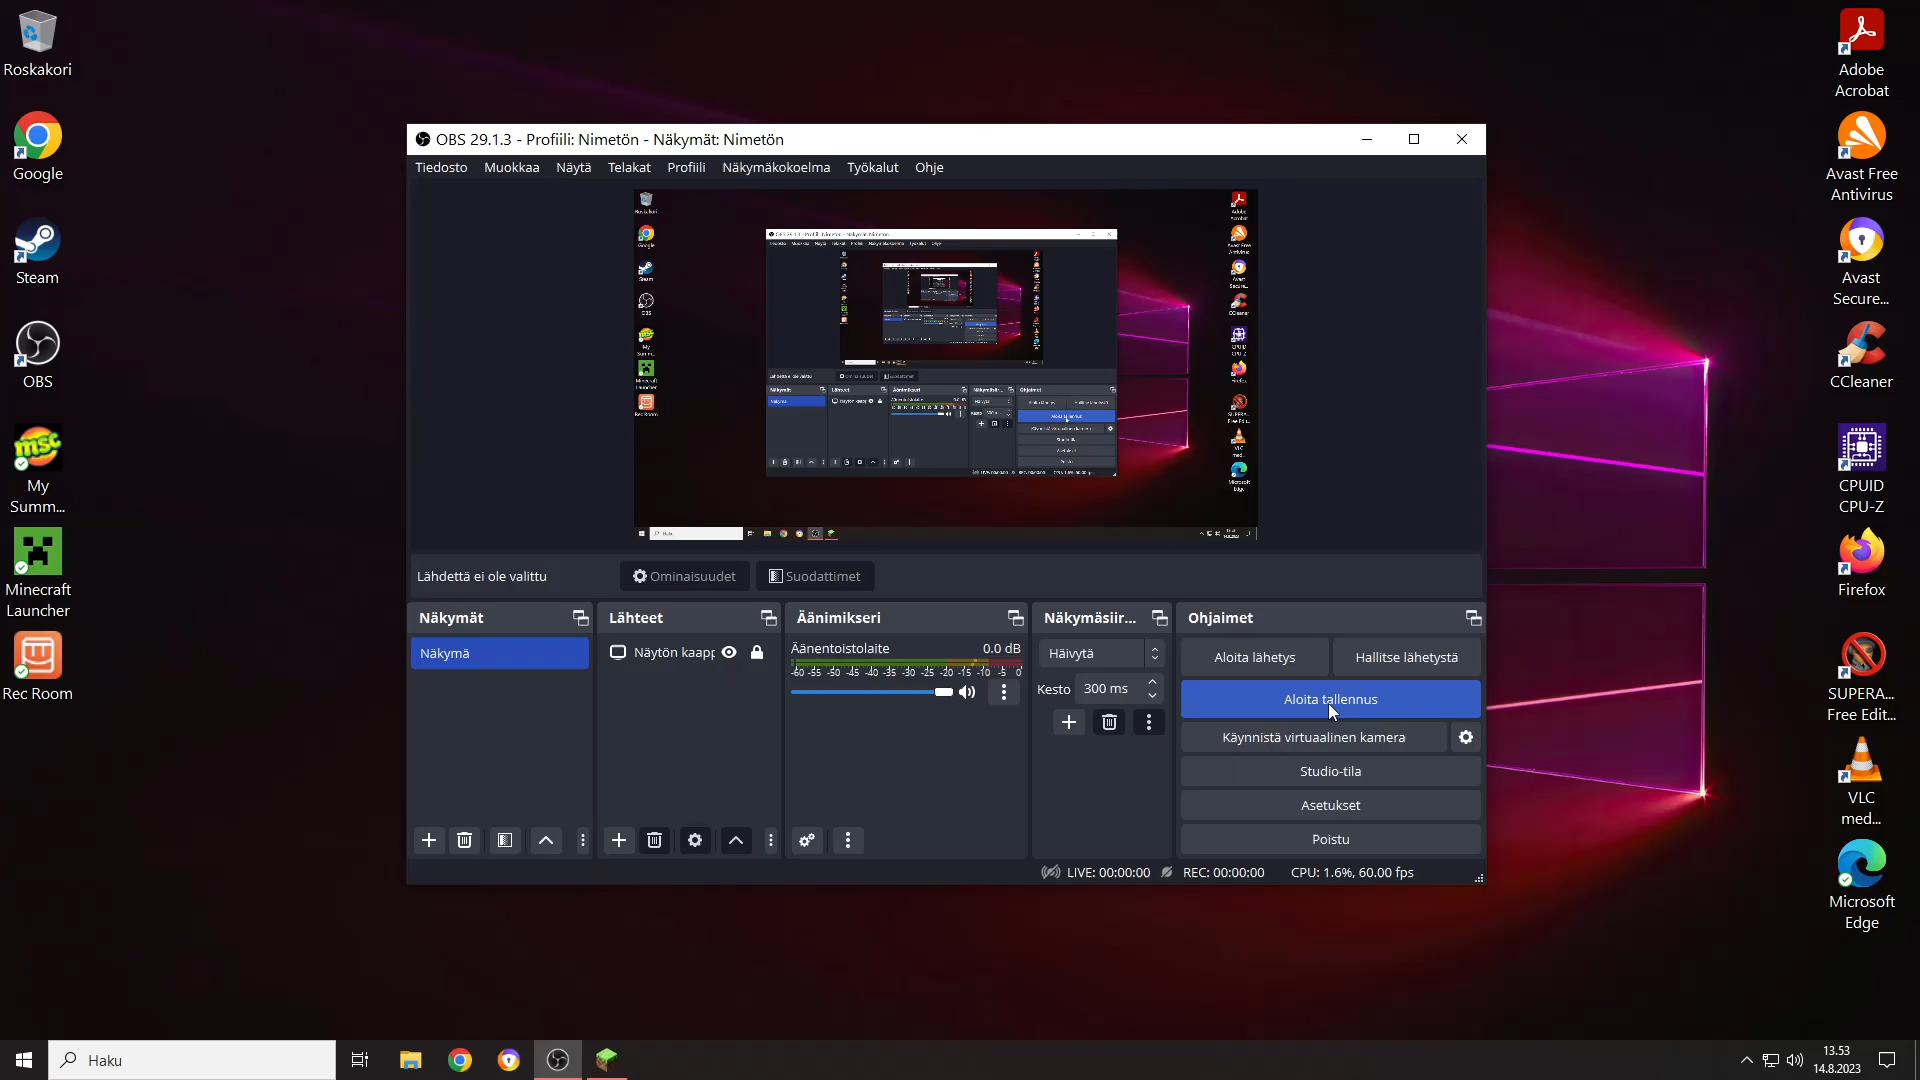 Roskakori
Google
Steam
OBS
My
Summ...
Minecraft
Launcher
Rec Room
OBS 29.1.3 - Profiili: Nimetön - Näkymät: Nimetön
Tiedosto Muokkaa Näytä Telakat Profiili Näkymäkokoelma Työkalut Ohje
Lähdettä ei ole valittu Ominaisuudet Suodattimet
Näkymät
Näkymä
Lähteet
Näytön kaapp
Äänimikseri
Äänentoistolaite 0.0 dB
-60 -55 -50 -45 -40 -35 -30 -25 -20 -15 -10 -5 0
Näkymäsiir...
Häivytä
Kesto 300 ms
Ohjaimet
Aloita lähetys Hallitse lähetystä
Aloita tallennus
Käynnistä virtuaalinen kamera
Studio-tila
Asetukset
Poistu
LIVE: 00:00:00 REC: 00:00:00 CPU: 1.6%, 60.00 fps
Adobe
Acrobat
Avast Free
Antivirus
Avast
Secure...
CCleaner
CPUID
CPU-Z
Firefox
SUPERA...
Free Edit...
VLC
med...
Microsoft
Edge
Haku
13.53
14.8.2023